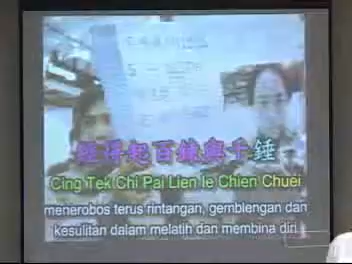 經得起百鍊與千錘
Cing Tek Chi Pai Lien Ie Chien Chuei
menerobos terus rintangan, gemblengan dan
kesulitan dalam melatih dan membina diri